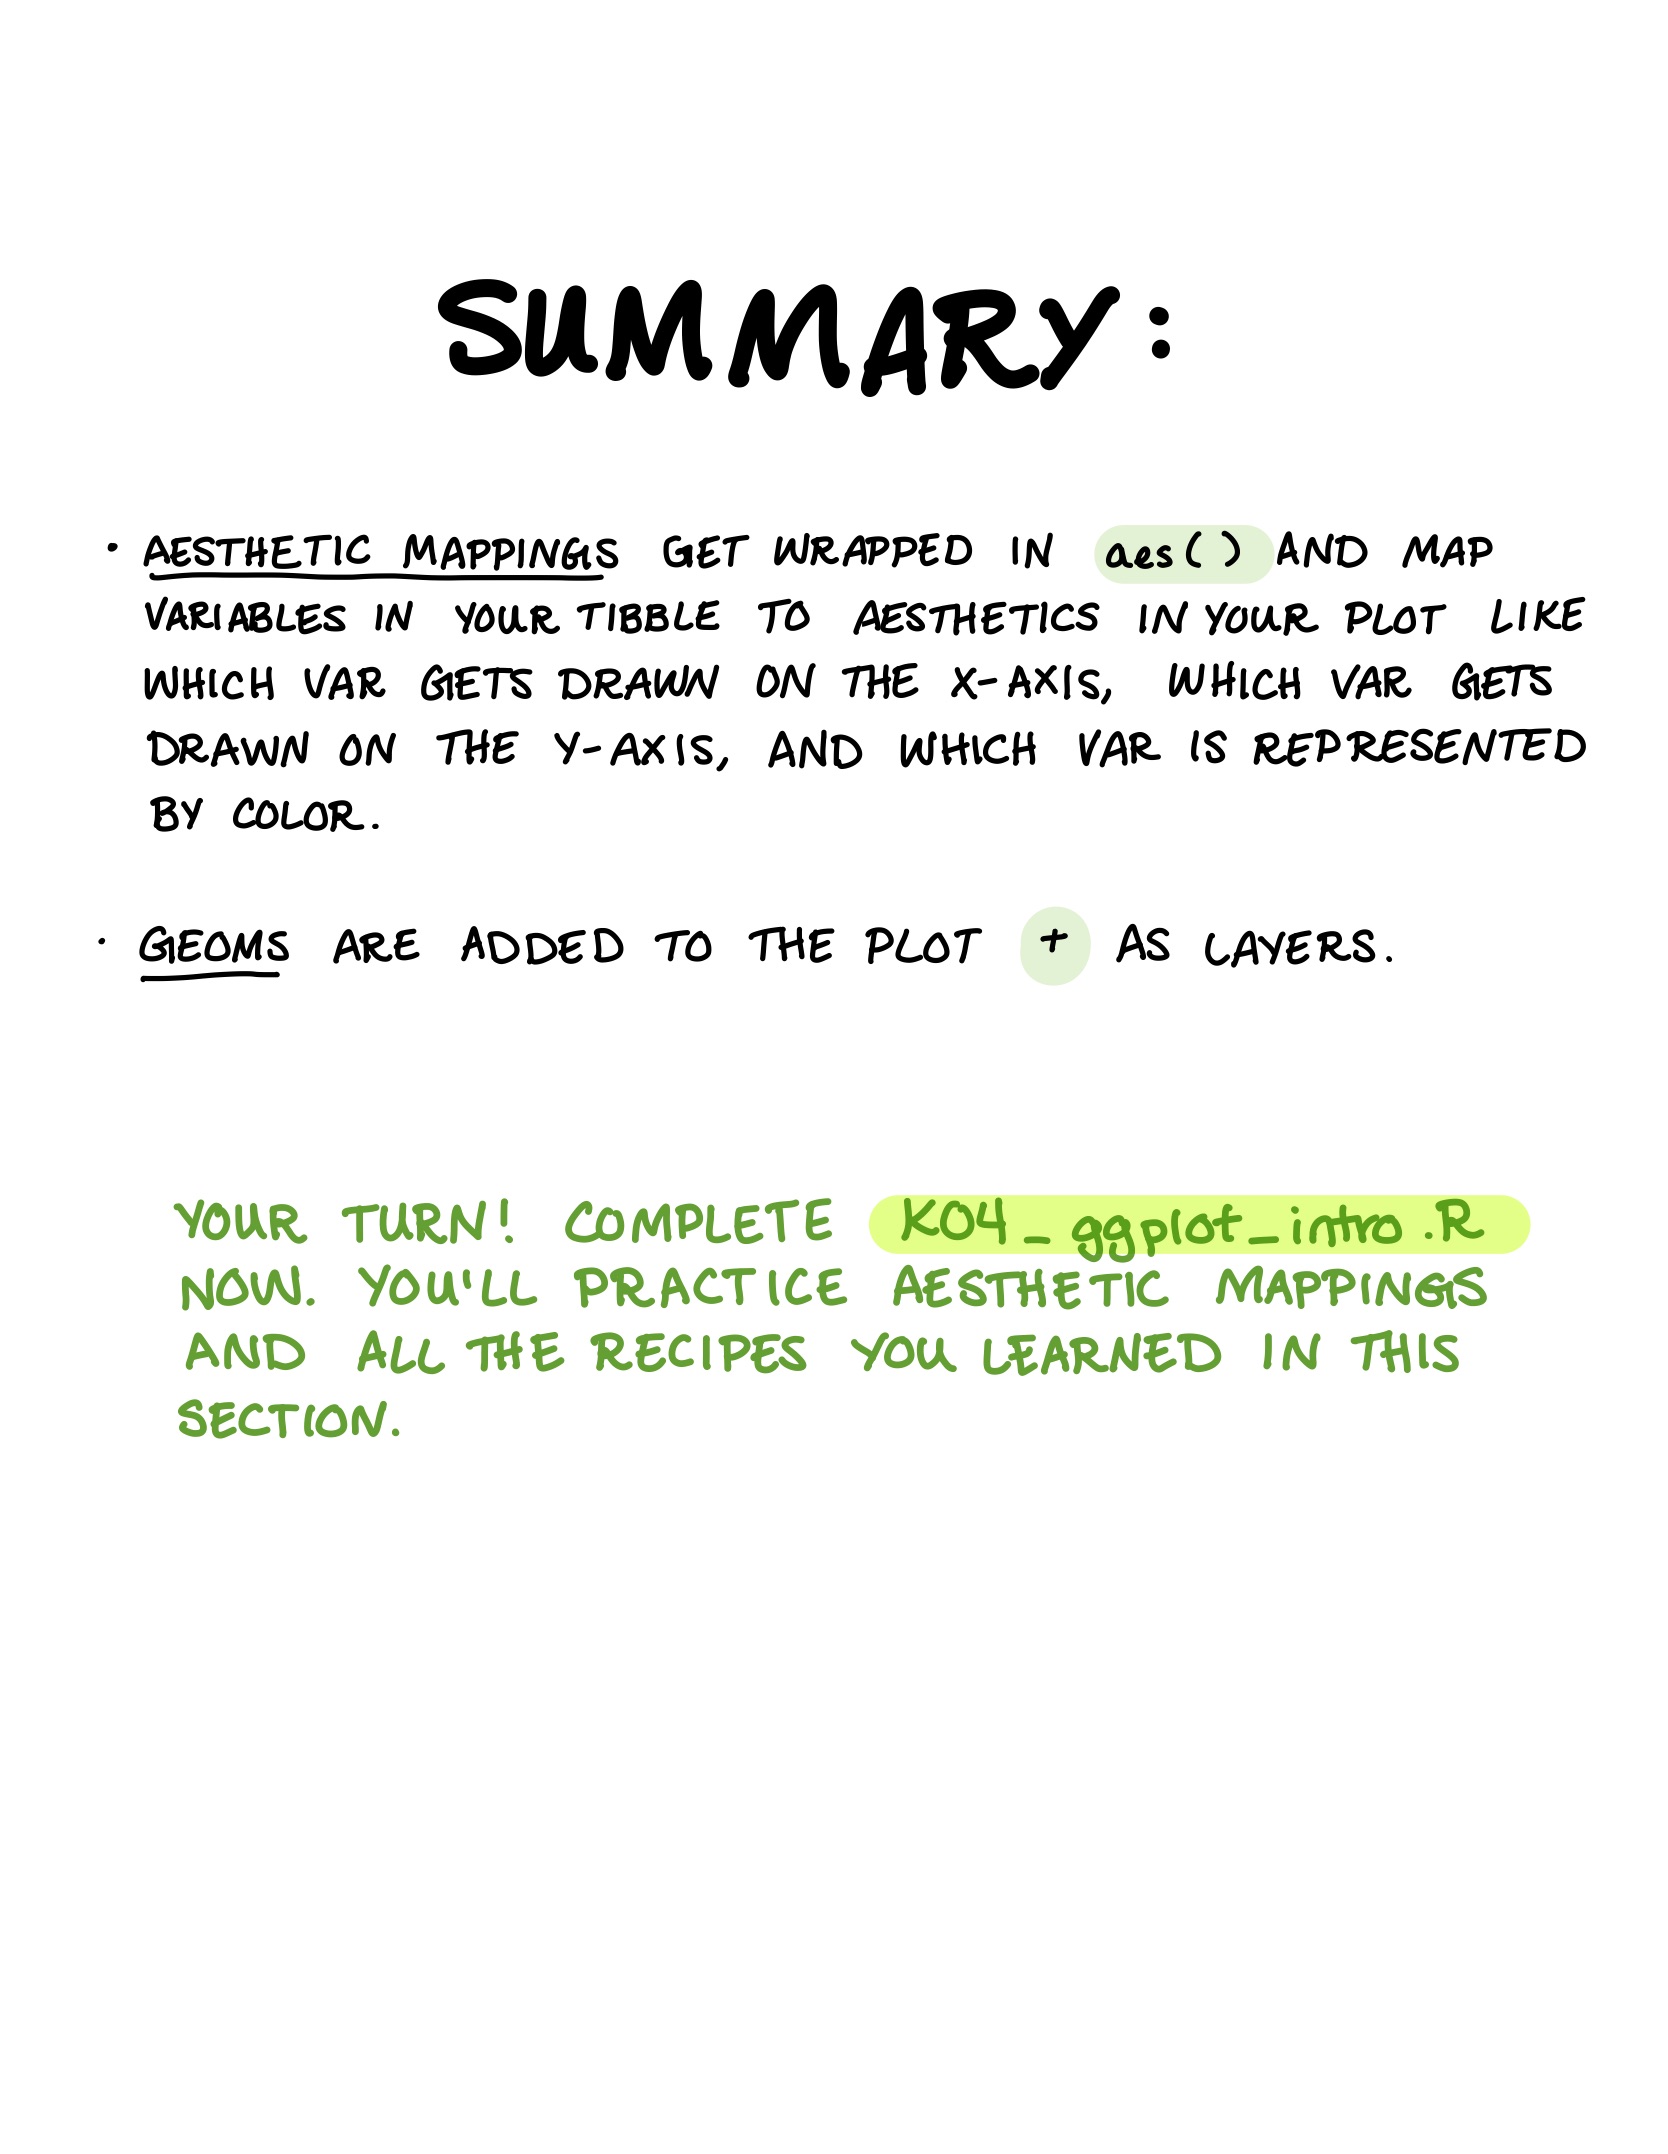 SUMMARY:
· AESTHETIC MAPPINGS GET WRAPPED IN aes() AND MAP
VARIABLES IN YOUR TIBBLE TO AESTHETICS IN YOUR PLOT LIKE
WHICH VAR GETS DRAWN ON THE X-AXIS, WHICH VAR GETS
DRAWN ON THE Y-AXIS, AND WHICH VAR IS REPRESENTED
BY COLOR.
· GEOMS ARE ADDED TO THE PLOT + AS LAYERS.
YOUR TURN! COMPLETE K04_ggplot_intro.R
NOW. YOU'LL PRACTICE AESTHETIC MAPPINGS
AND ALL THE RECIPES YOU LEARNED IN THIS
SECTION.